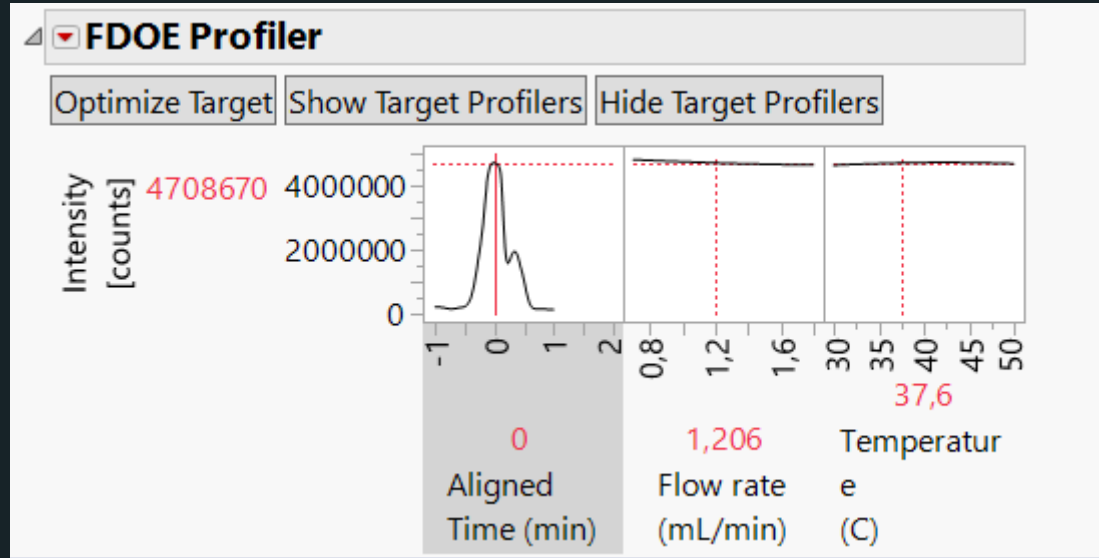 FDOE Profiler
Optimize Target Show Target Profilers Hide Target Profilers
Intensity
[counts]
4708670
4000000
2000000
0
-1 0 1 2
0,8 1,2 1,6
30 35 40 45 50
0
Aligned
Time (min)
1,206
Flow rate
(mL/min)
37,6
Temperatur
e
(C)